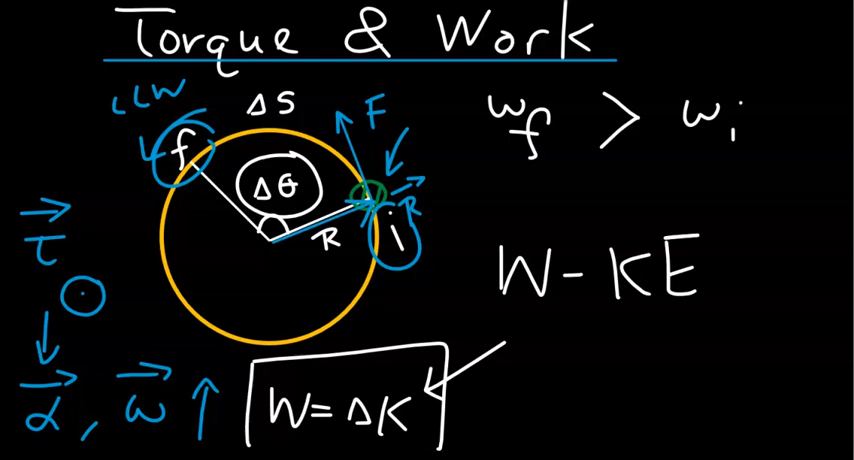 Torque & Work
CCW
ΔS
F
ω_f > ω_i
f
Δθ
R⃗
R
i
τ⃗
W - KE
α⃗, ω⃗ ↑
W = ΔK